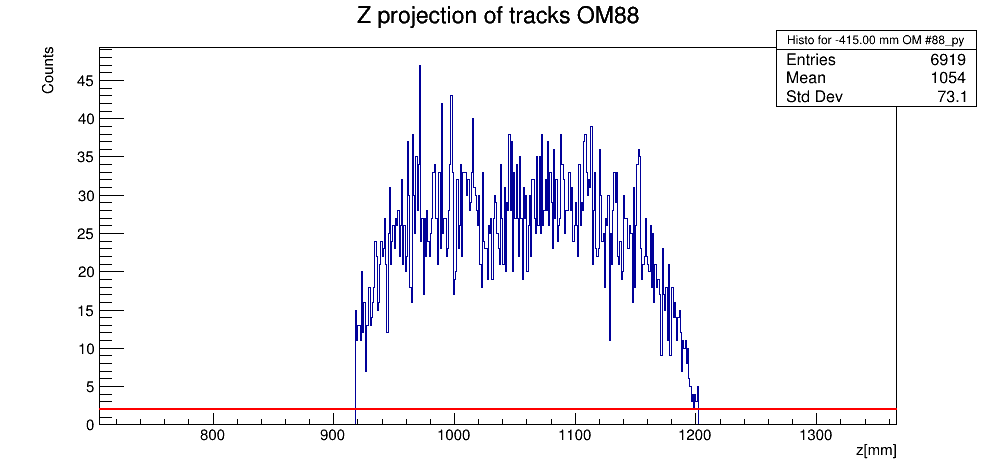 Z projection of tracks OM88
Histo for -415.00 mm OM #88_py
Entries 6919
Mean 1054
Std Dev 73.1
Counts
45
40
35
30
25
20
15
10
5
0
800 900 1000 1100 1200 1300
z[mm]